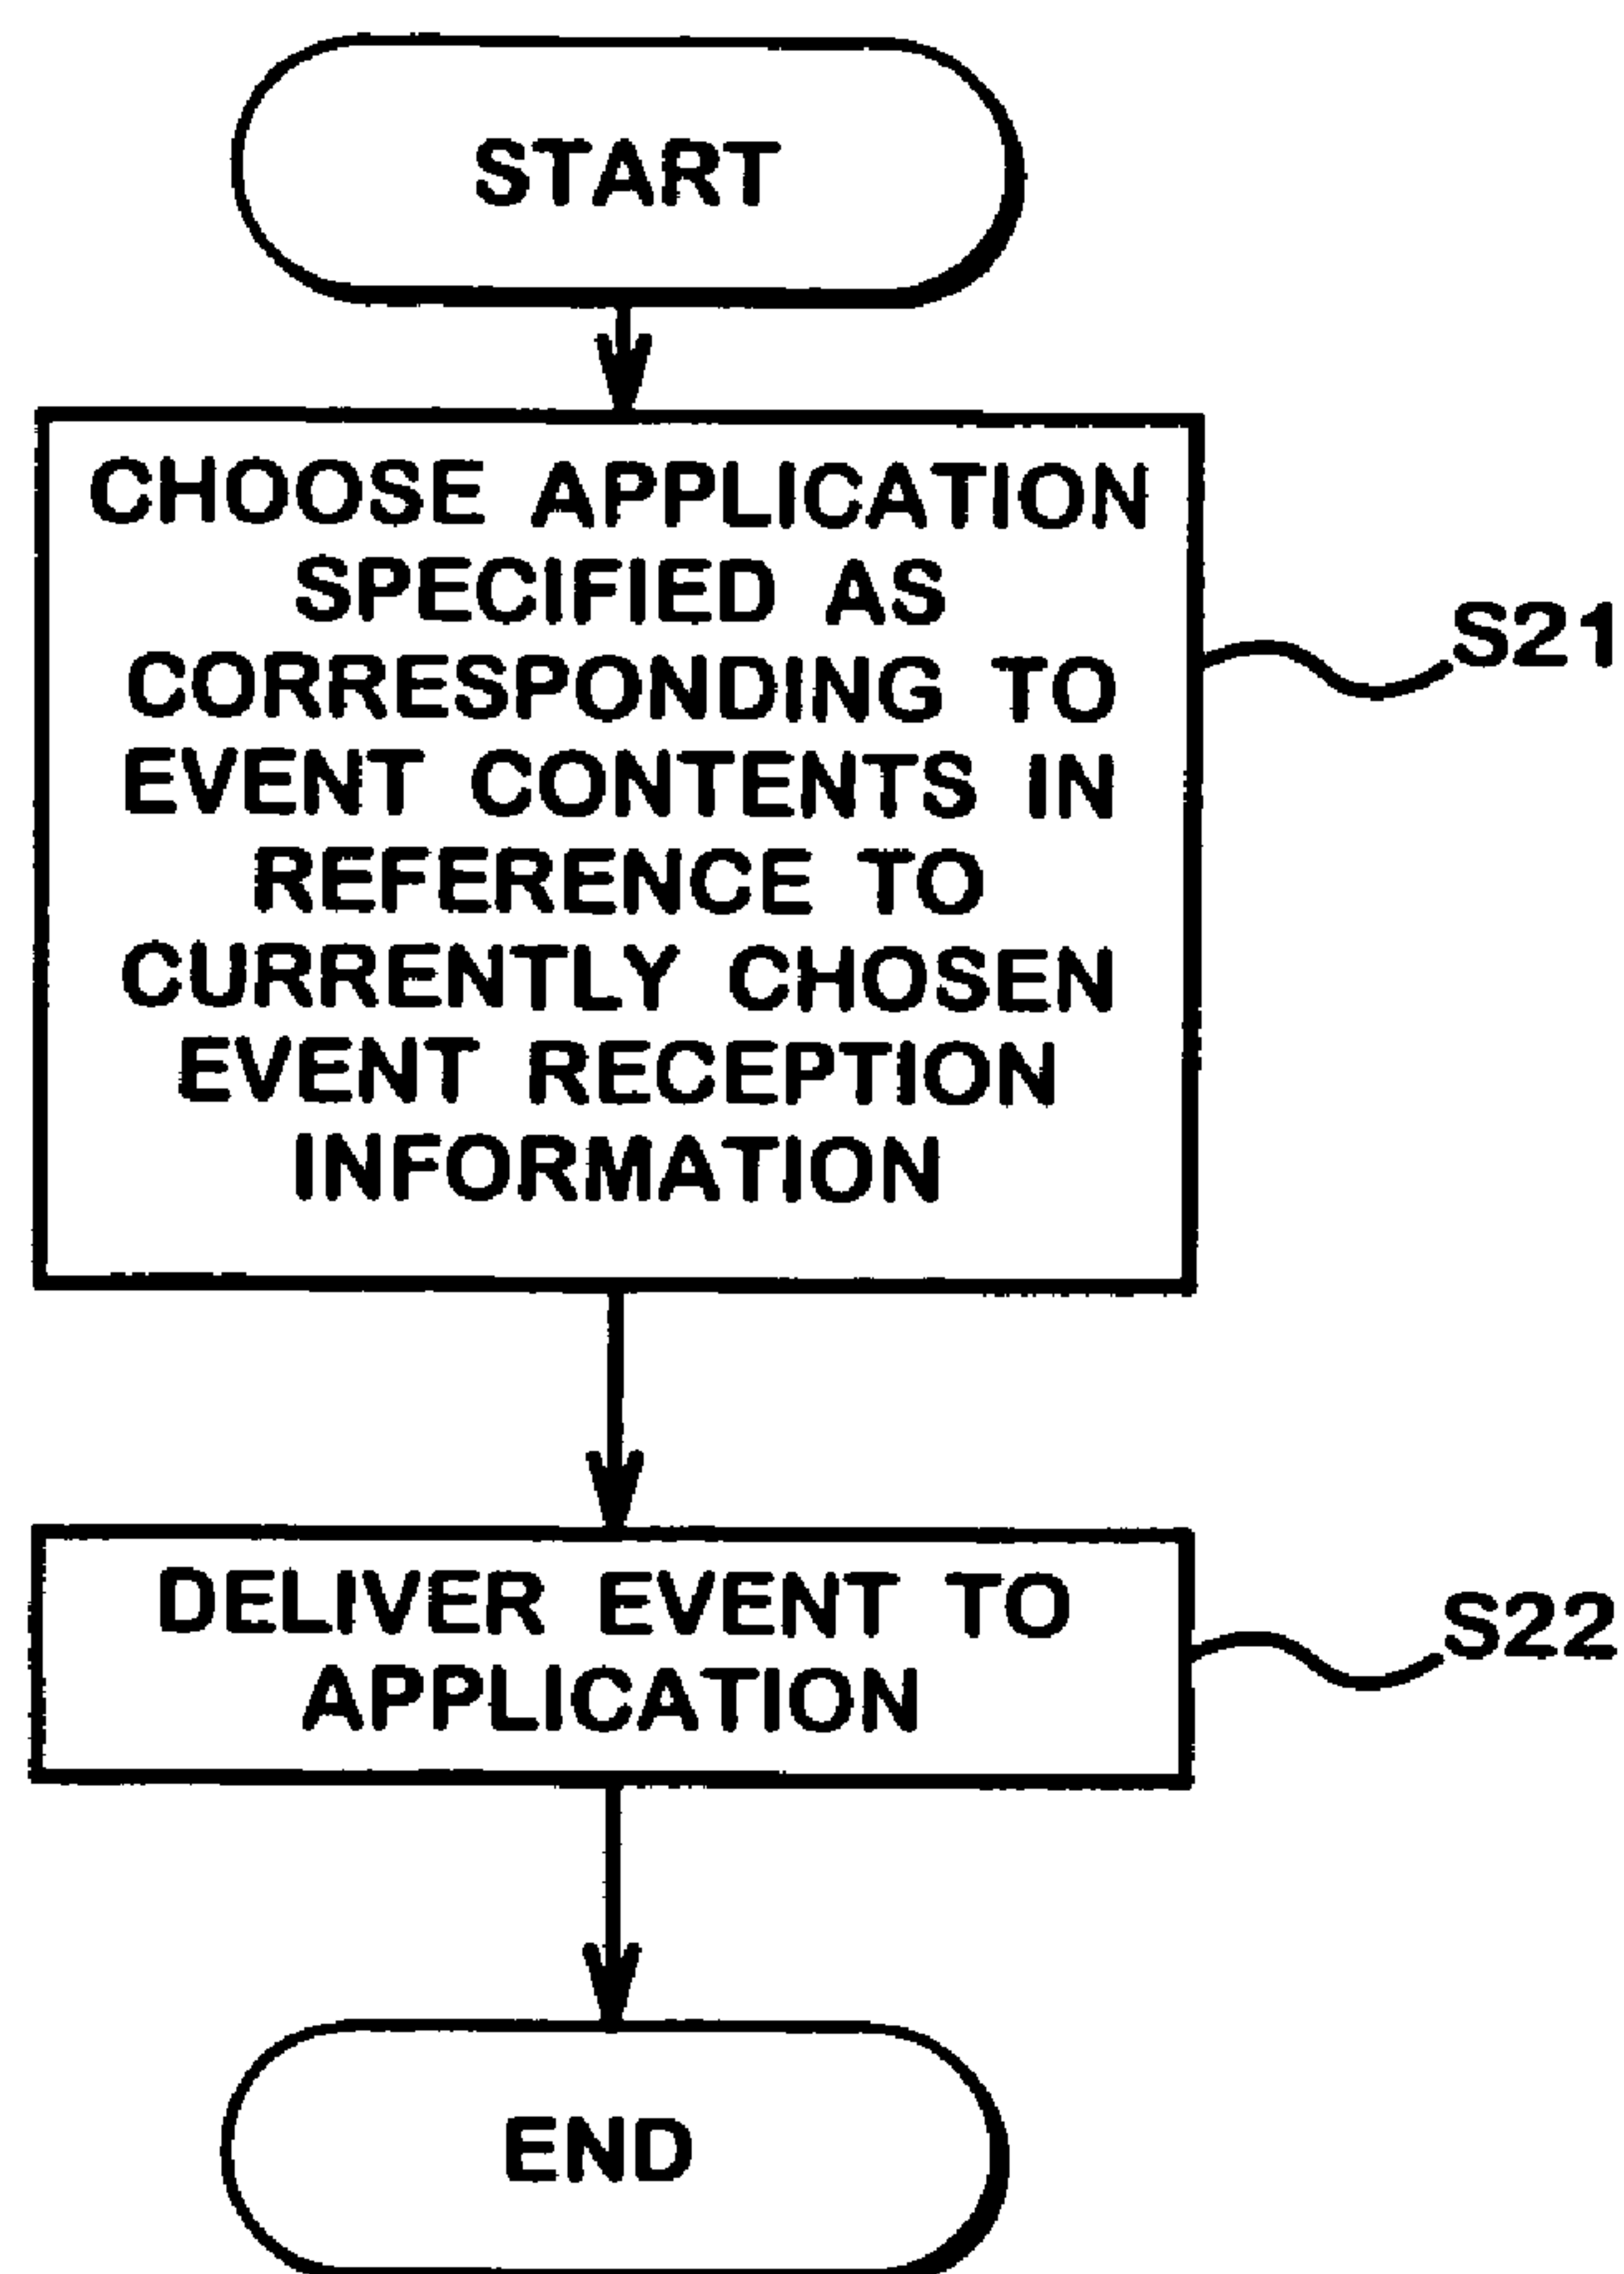 START
CHOOSE APPLICATION
SPECIFIED AS
CORRESPONDING TO
EVENT CONTENTS IN
REFERENCE TO
CURRENTLY CHOSEN
EVENT RECEPTION
INFORMATION
S21
DELIVER EVENT TO
APPLICATION
S22
END